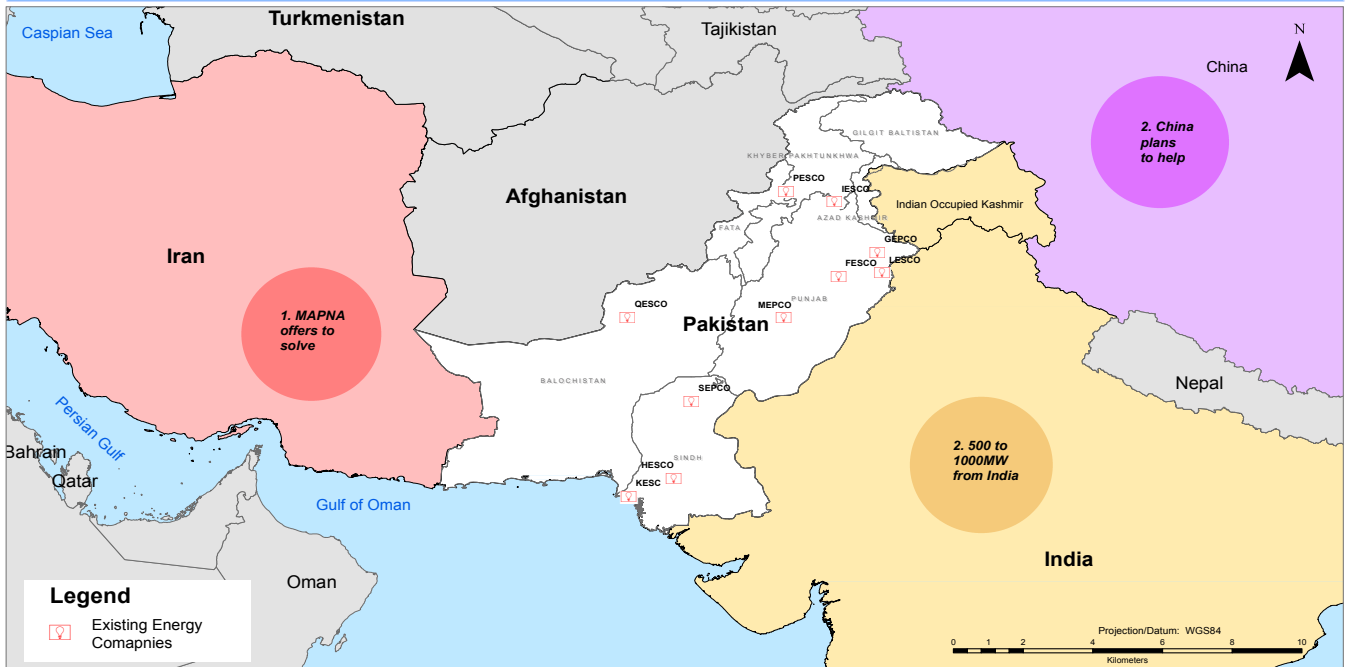 Turkmenistan
Caspian Sea
Tajikistan
N
China
2. China
plans
to help
GILGIT BALTISTAN
KHYBER PAKHTUNKHWA
PESCO
IESCO
Afghanistan
Indian Occupied Kashmir
AZAD KASHMIR
FATA
GEPCO
Iran
FESCO
LESCO
1. MAPNA
offers to
solve
QESCO
MEPCO
PUNJAB
Pakistan
BALOCHISTAN
SEPCO
Nepal
Persian Gulf
2. 500 to
1000MW
from India
Bahrain
Qatar
SINDH
HESCO
KESC
Gulf of Oman
India
Oman
Legend
Existing Energy
Comapnies
Projection/Datum: WGS84
0 1 2 4 6 8 10
Kilometers